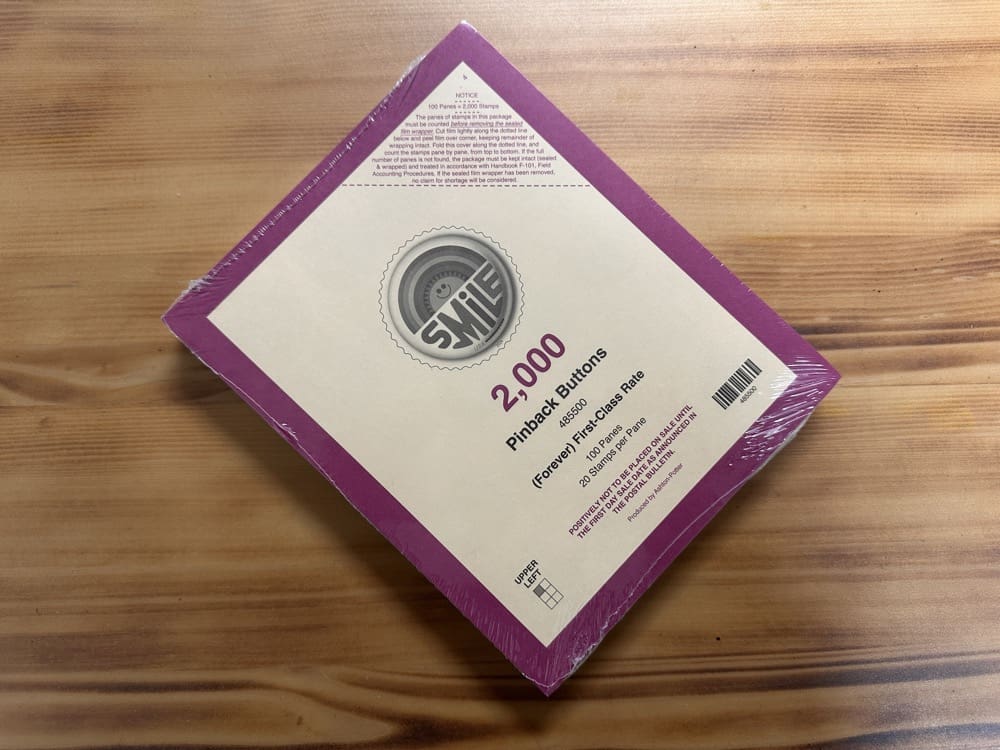 NOTICE
100 Panes = 2,000 Stamps
The panes of stamps in this package
must be counted before removing the sealed
film wrapper. Cut film lightly along the dotted line
below and peel film over corner, keeping remainder of
wrapping intact. Fold this cover along the dotted line, and
count the stamps pane by pane, from top to bottom. If the full
number of panes is not found, the package must be kept intact (sealed
& wrapped) and treated in accordance with Handbook F-101, Field
Accounting Procedures. If the sealed film wrapper has been removed,
no claim for shortage will be considered.
SMiLE
2,000
Pinback Buttons
485500
(Forever) First-Class Rate
100 Panes
20 Stamps per Pane
POSITIVELY NOT TO BE PLACED ON SALE UNTIL
THE FIRST DAY SALE DATE AS ANNOUNCED IN
THE POSTAL BULLETIN.
Produced by Ashton-Potter
485500
UPPER
LEFT